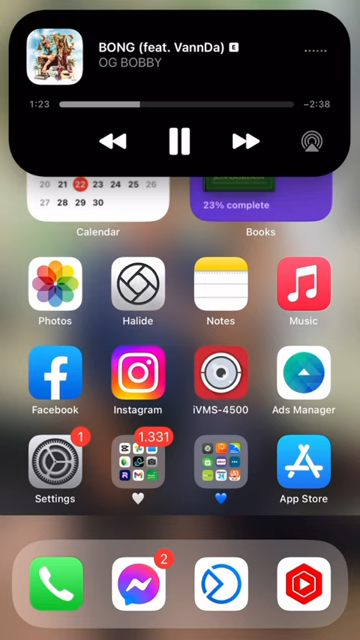 BONG (feat. VannDa) E
OG BOBBY
1:23
−2:38
20 21 22 23 24 25 26
27 28 29 30
23% complete
Calendar
Books
Photos
Halide
Notes
Music
Facebook
Instagram
iVMS-4500
Ads Manager
1
1.331
Settings
App Store
2